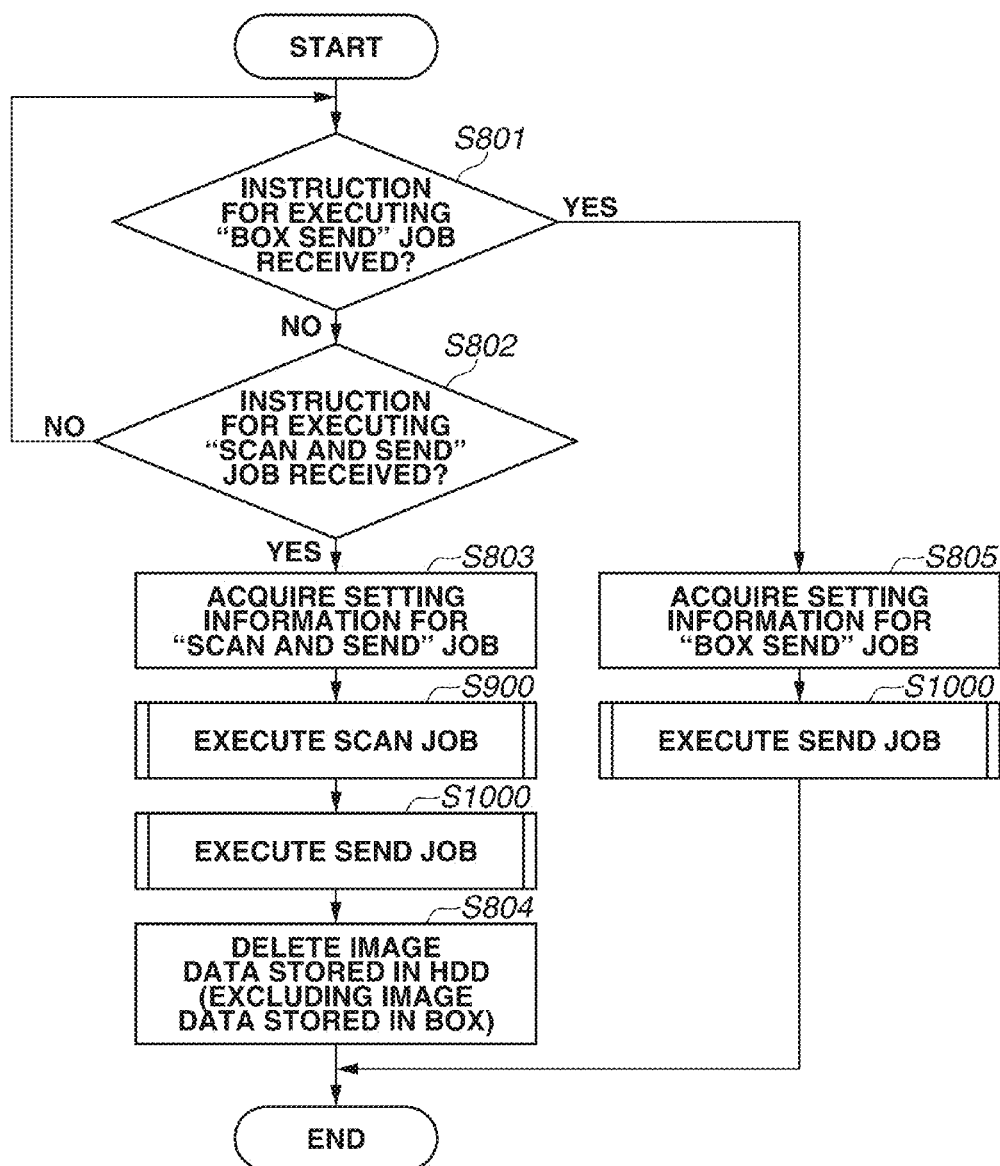 START
S801
INSTRUCTION
FOR EXECUTING
“BOX SEND” JOB
RECEIVED?
YES
NO
S802
INSTRUCTION
FOR EXECUTING
“SCAN AND SEND”
JOB RECEIVED?
NO
YES
S803
ACQUIRE SETTING
INFORMATION FOR
“SCAN AND SEND” JOB
S805
ACQUIRE SETTING
INFORMATION FOR
“BOX SEND” JOB
S900
EXECUTE SCAN JOB
S1000
EXECUTE SEND JOB
S1000
EXECUTE SEND JOB
S804
DELETE IMAGE
DATA STORED IN HDD
(EXCLUDING IMAGE
DATA STORED IN BOX)
END